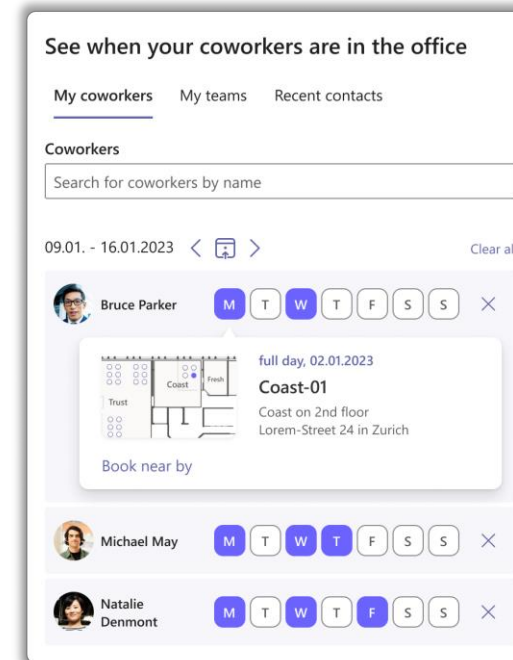 See when your coworkers are in the office
My coworkers My teams Recent contacts
Coworkers
Search for coworkers by name
09.01. - 16.01.2023 Clear al
Bruce Parker M T W T F S S
full day, 02.01.2023
Coast-01
Coast on 2nd floor
Lorem-Street 24 in Zurich
Coast Fresh
Trust
Book near by
Michael May M T W T F S S
Natalie
Denmont M T W T F S S